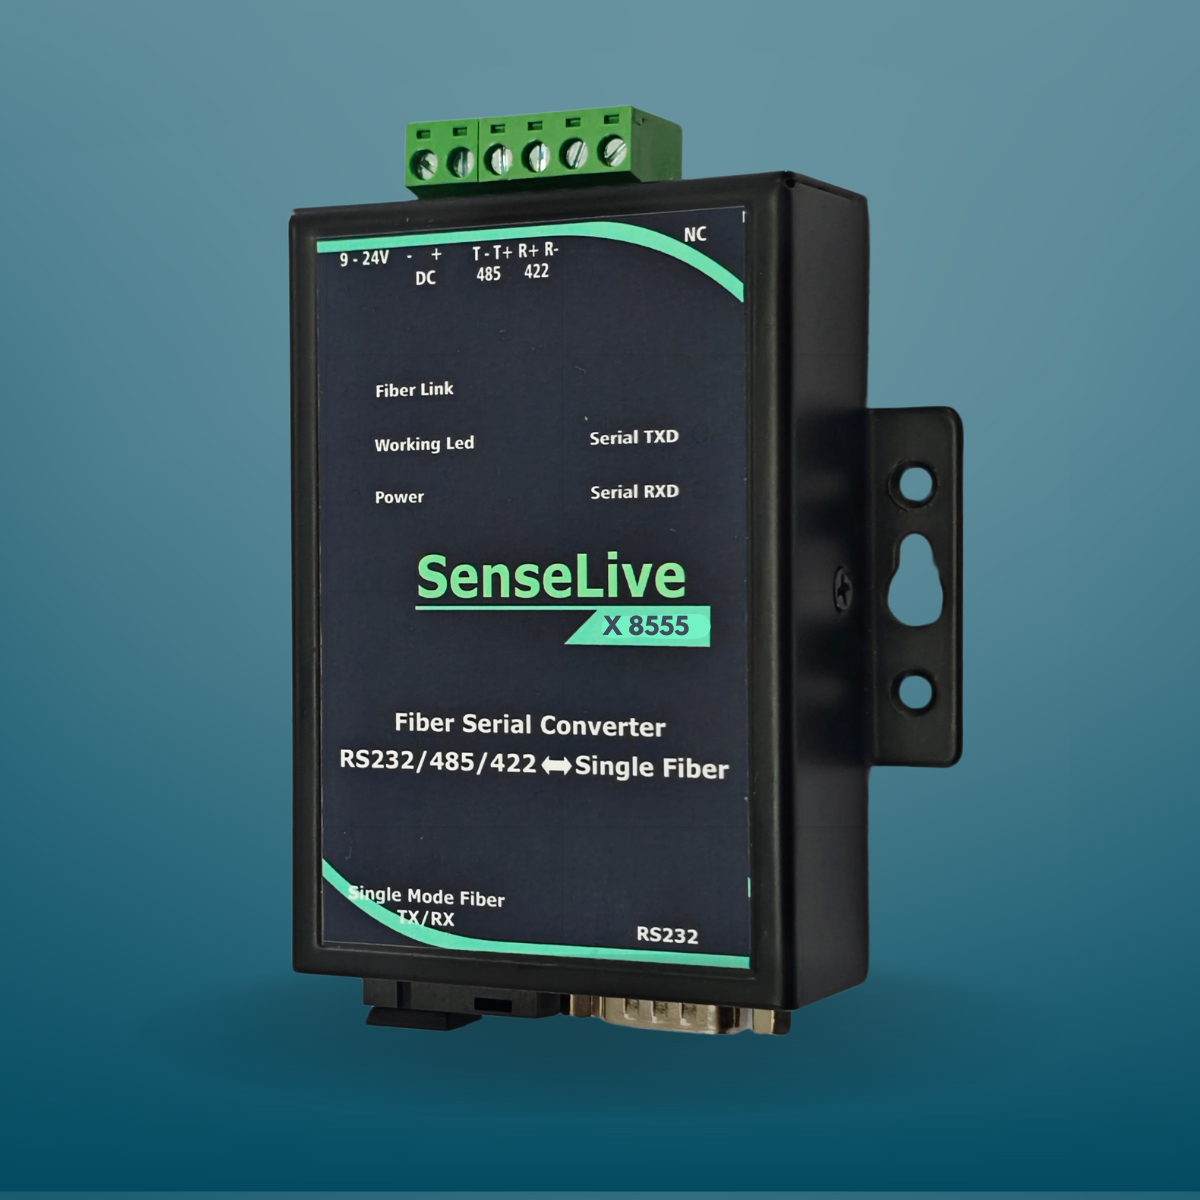 9 - 24V - + T - T+ R+ R- NC
DC 485 422
Fiber Link
Working Led Serial TXD
Power Serial RXD
SenseLive
X 8555
Fiber Serial Converter
RS232/485/422 ⬌ Single Fiber
Single Mode Fiber
TX/RX
RS232